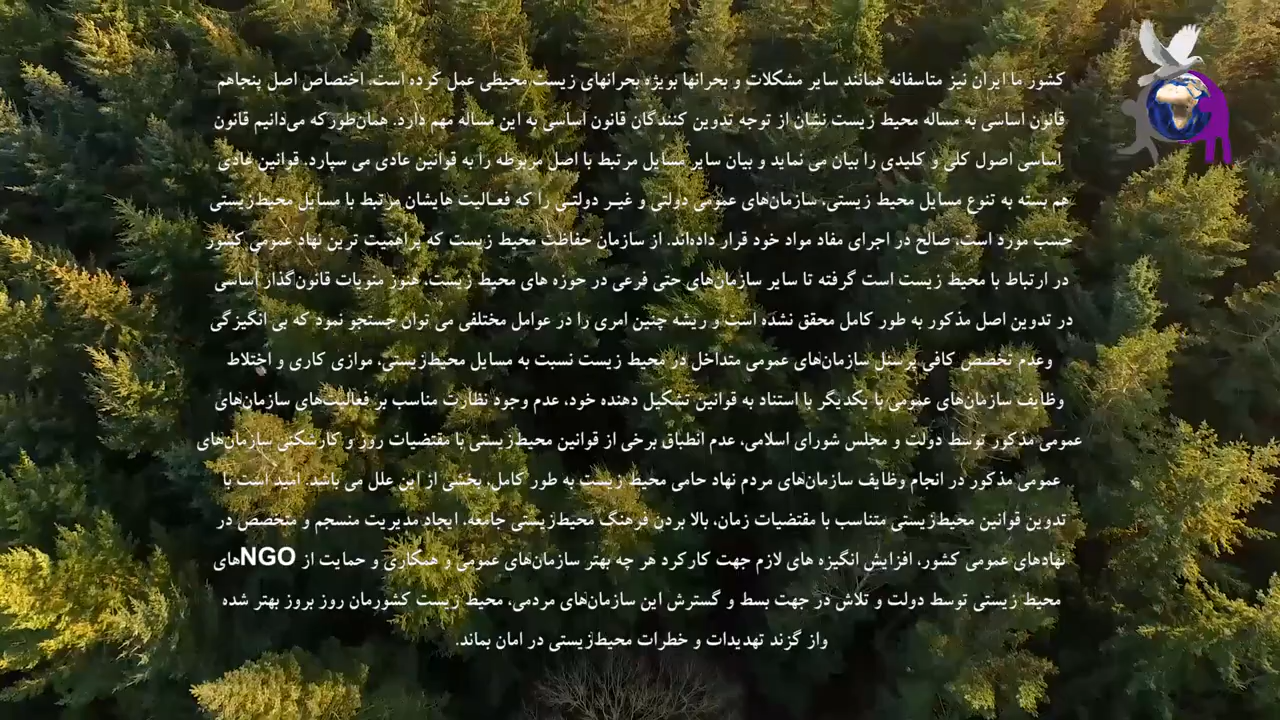 کشور ما ایران نیز متاسفانه همانند سایر مشکلات و بحرانها بویژه بحرانهای زیست محیطی عمل کرده است. اختصاص اصل پنجاهم
قانون اساسی به مساله محیط زیست نشان از توجه تدوین کنندگان قانون اساسی به این مساله مهم دارد. همان‌طورکه می‌دانیم قانون
اساسی اصول کلی و کلیدی را بیان می نماید و بیان سایر مسایل مرتبط با اصل مربوطه را به قوانین عادی می سپارد. قوانین عادی
هم بسته به تنوع مسایل محیط زیستی، سازمان‌های عمومی دولتی و غیر دولتی را که فعالیت هایشان مرتبط با مسایل محیط‌زیستی
حسب مورد است، صالح در اجرای مفاد مواد خود قرار داده‌اند. از سازمان حفاظت محیط زیست که پراهمیت ترین نهاد عمومی کشور
در ارتباط با محیط زیست است گرفته تا سایر سازمان‌های حتی فرعی در حوزه های محیط زیست، هنوز منویات قانون‌گذار اساسی
در تدوین اصل مذکور به طور کامل محقق نشده است و ریشه چنین امری را در عوامل مختلفی می توان جستجو نمود که بی انگیزگی
وعدم تخصص کافی پرسنل سازمان‌های عمومی متداخل در محیط زیست نسبت به مسایل محیط‌زیستی، موازی کاری و اختلاط
وظایف سازمان‌های عمومی با یکدیگر با استناد به قوانین تشکیل دهنده خود، عدم وجود نظارت مناسب بر فعالیت‌های سازمان‌های
عمومی مذکور توسط دولت و مجلس شورای اسلامی، عدم انطباق برخی از قوانین محیط‌زیستی با مقتضیات روز و کارشکنی سازمان‌های
عمومی مذکور در انجام وظایف سازمان‌های مردم نهاد حامی محیط زیست به طور کامل، بخشی از این علل می باشد. امید است با
تدوین قوانین محیط‌زیستی متناسب با مقتضیات زمان، بالا بردن فرهنگ محیط‌زیستی جامعه، ایجاد مدیریت منسجم و متخصص در
نهادهای عمومی کشور، افزایش انگیزه های لازم جهت کارکرد هر چه بهتر سازمان‌های عمومی و همکاری و حمایت از NGOهای
محیط زیستی توسط دولت و تلاش در جهت بسط و گسترش این سازمان‌های مردمی، محیط زیست کشورمان روز بروز بهتر شده
واز گزند تهدیدات و خطرات محیط‌زیستی در امان بماند.